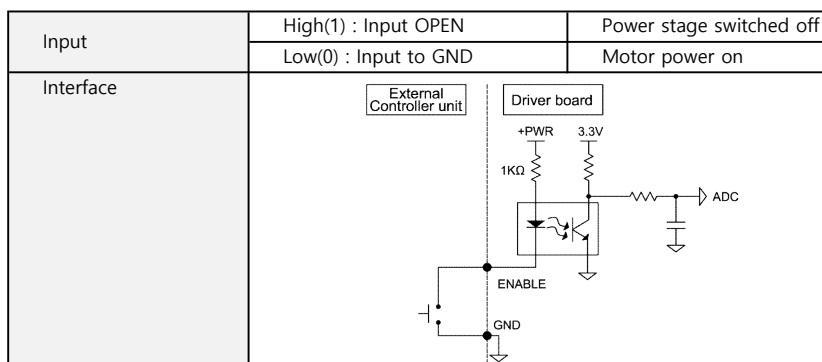 Input
High(1) : Input OPEN
Power stage switched off
Low(0) : Input to GND
Motor power on
Interface
External
Controller unit
Driver board
+PWR
3.3V
1KΩ
ADC
ENABLE
GND